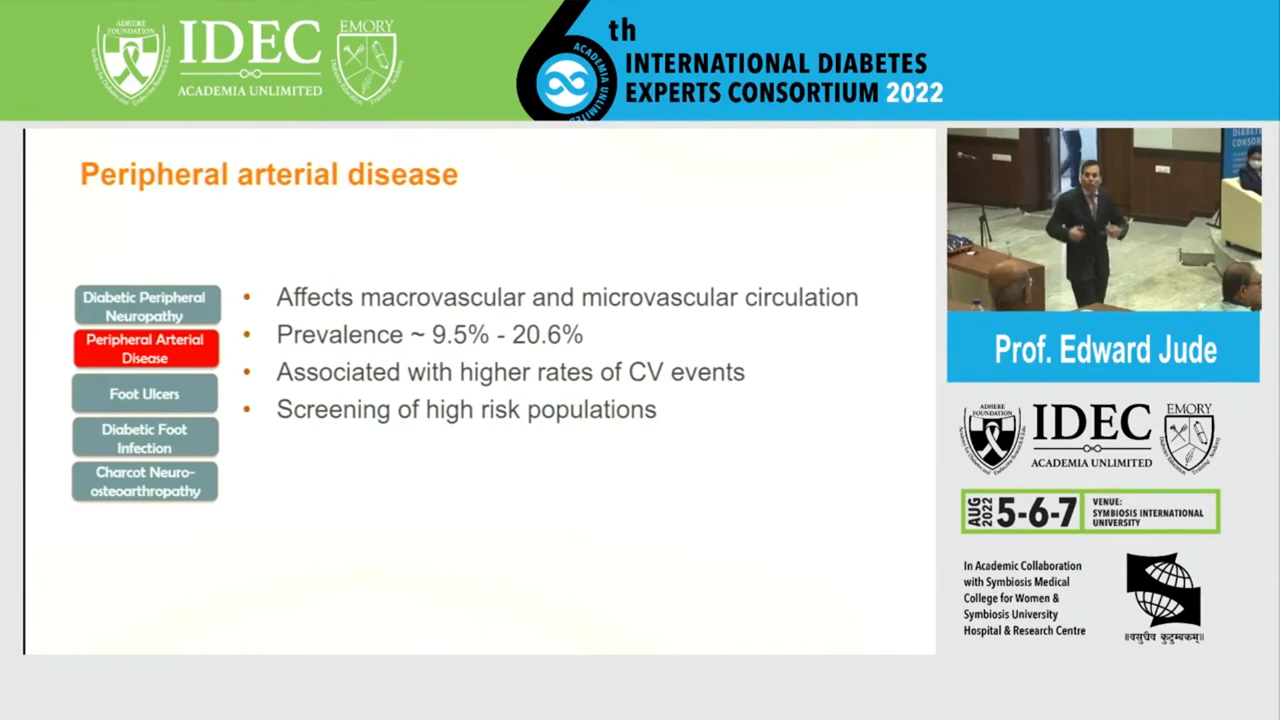 ADHERE
FOUNDATION
IDEC
ACADEMIA UNLIMITED
EMORY
6th
ACADEMIA UNLIMITED
INTERNATIONAL DIABETES
EXPERTS CONSORTIUM 2022
Peripheral arterial disease
Diabetic Peripheral
Neuropathy
Peripheral Arterial
Disease
Foot Ulcers
Diabetic Foot
Infection
Charcot Neuro-
osteoarthropathy
• Affects macrovascular and microvascular circulation
• Prevalence ~ 9.5% - 20.6%
• Associated with higher rates of CV events
• Screening of high risk populations
Prof. Edward Jude
ADHERE
FOUNDATION
IDEC
ACADEMIA UNLIMITED
EMORY
AUG
2022
5-6-7
VENUE:
SYMBIOSIS INTERNATIONAL
UNIVERSITY
In Academic Collaboration
with Symbiosis Medical
College for Women &
Symbiosis University
Hospital & Research Centre
॥वसुधैव कुटुम्बकम्॥